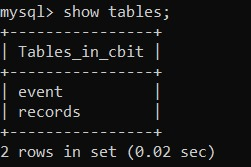 mysql> show tables;
+----------------+
| Tables_in_cbit |
+----------------+
| event          |
| records        |
+----------------+
2 rows in set (0.02 sec)